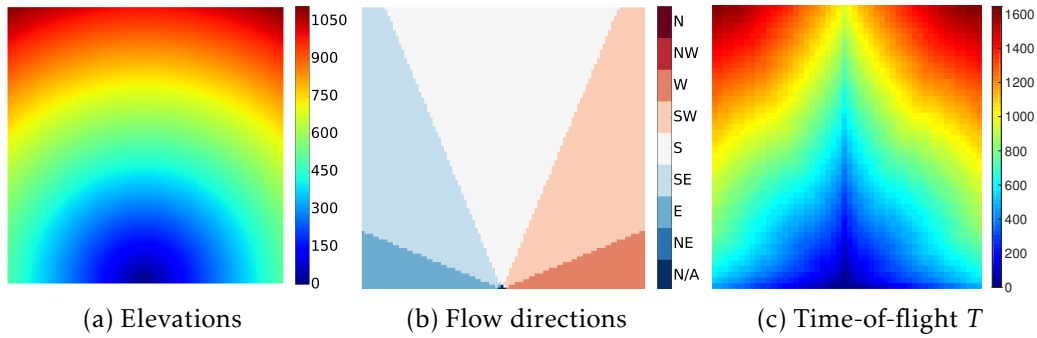 1050
900
750
600
450
300
150
0
N
NW
W
SW
S
SE
E
NE
N/A
1600
1400
1200
1000
800
600
400
200
0
(a) Elevations
(b) Flow directions
(c) Time-of-flight T